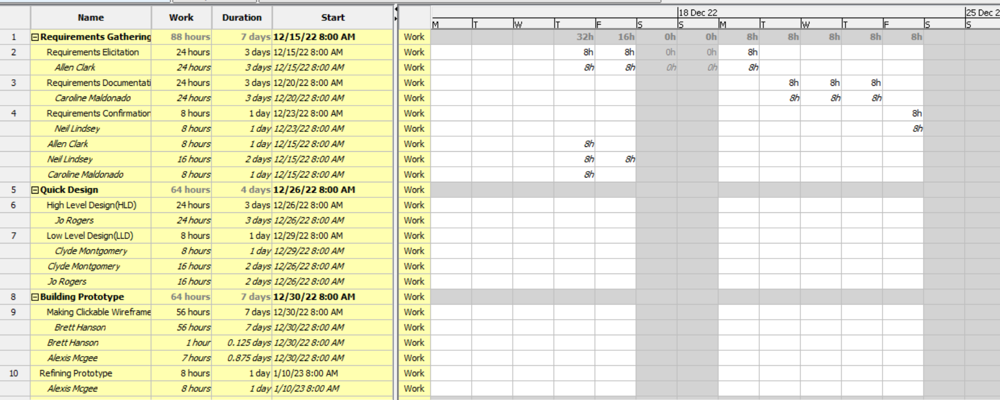 18 Dec 22 25 Dec 2
Name Work Duration Start M T W T F S S M T W T F S S
1 Requirements Gathering 88 hours 7 days 12/15/22 8:00 AM Work 32h 16h 0h 0h 8h 8h 8h 8h 8h
2 Requirements Elicitation 24 hours 3 days 12/15/22 8:00 AM Work 8h 8h 0h 0h 8h
Allen Clark 24 hours 3 days 12/15/22 8:00 AM Work 8h 8h 0h 0h 8h
3 Requirements Documentati 24 hours 3 days 12/20/22 8:00 AM Work 8h 8h 8h
Caroline Maldonado 24 hours 3 days 12/20/22 8:00 AM Work 8h 8h 8h
4 Requirements Confirmation 8 hours 1 day 12/23/22 8:00 AM Work 8h
Neil Lindsey 8 hours 1 day 12/23/22 8:00 AM Work 8h
Allen Clark 8 hours 1 day 12/15/22 8:00 AM Work 8h
Neil Lindsey 16 hours 2 days 12/15/22 8:00 AM Work 8h 8h
Caroline Maldonado 8 hours 1 day 12/15/22 8:00 AM Work 8h
5 Quick Design 64 hours 4 days 12/26/22 8:00 AM Work
6 High Level Design(HLD) 24 hours 3 days 12/26/22 8:00 AM Work
Jo Rogers 24 hours 3 days 12/26/22 8:00 AM Work
7 Low Level Design(LLD) 8 hours 1 day 12/29/22 8:00 AM Work
Clyde Montgomery 8 hours 1 day 12/29/22 8:00 AM Work
Clyde Montgomery 16 hours 2 days 12/26/22 8:00 AM Work
Jo Rogers 16 hours 2 days 12/26/22 8:00 AM Work
8 Building Prototype 64 hours 7 days 12/30/22 8:00 AM Work
9 Making Clickable Wireframe 56 hours 7 days 12/30/22 8:00 AM Work
Brett Hanson 56 hours 7 days 12/30/22 8:00 AM Work
Brett Hanson 1 hour 0.125 days 12/30/22 8:00 AM Work
Alexis Mcgee 7 hours 0.875 days 12/30/22 8:00 AM Work
10 Refining Prototype 8 hours 1 day 1/10/23 8:00 AM Work
Alexis Mcgee 8 hours 1 day 1/10/23 8:00 AM Work